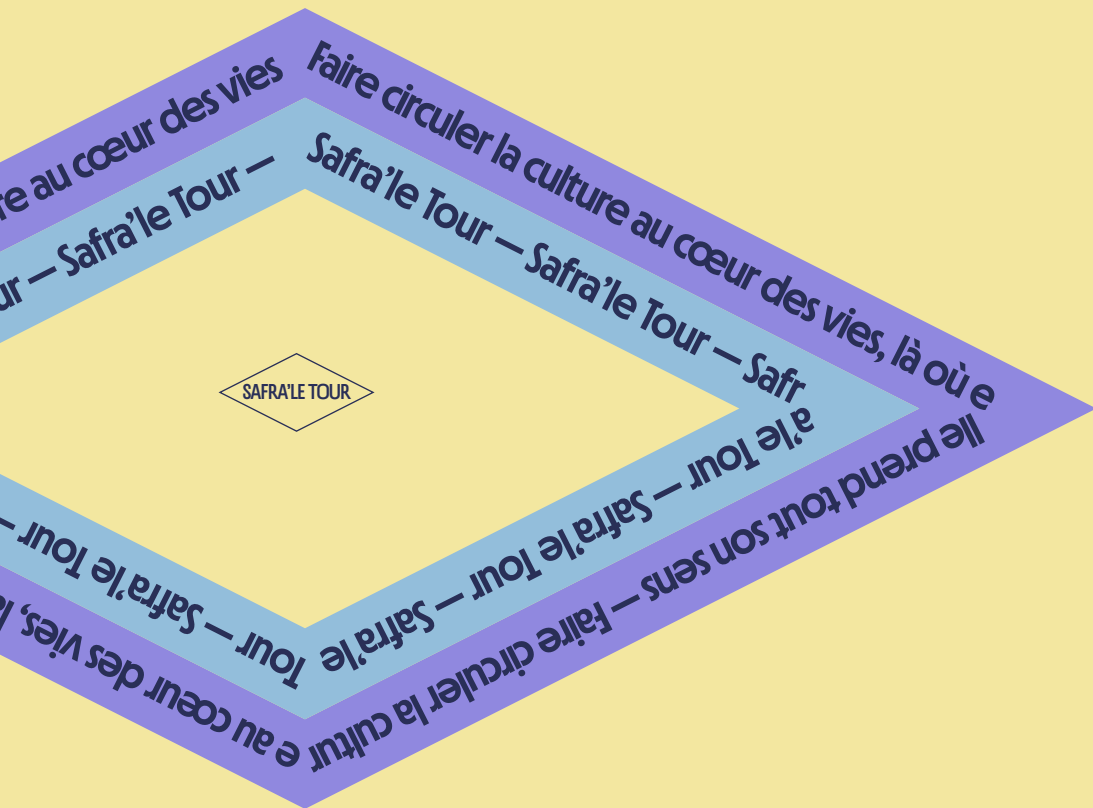 re au cœur des vies
Faire circuler la culture au cœur des vies, là où e
lle prend tout son sens — Faire circuler la cultur
e au cœur des vies, l
ur — Safra'le Tour —
Safra'le Tour — Safra'le Tour — Safr
a'le Tour — Safra'le Tour — Safra'le
Tour — Safra'le Tour —
SAFRA'LE TOUR